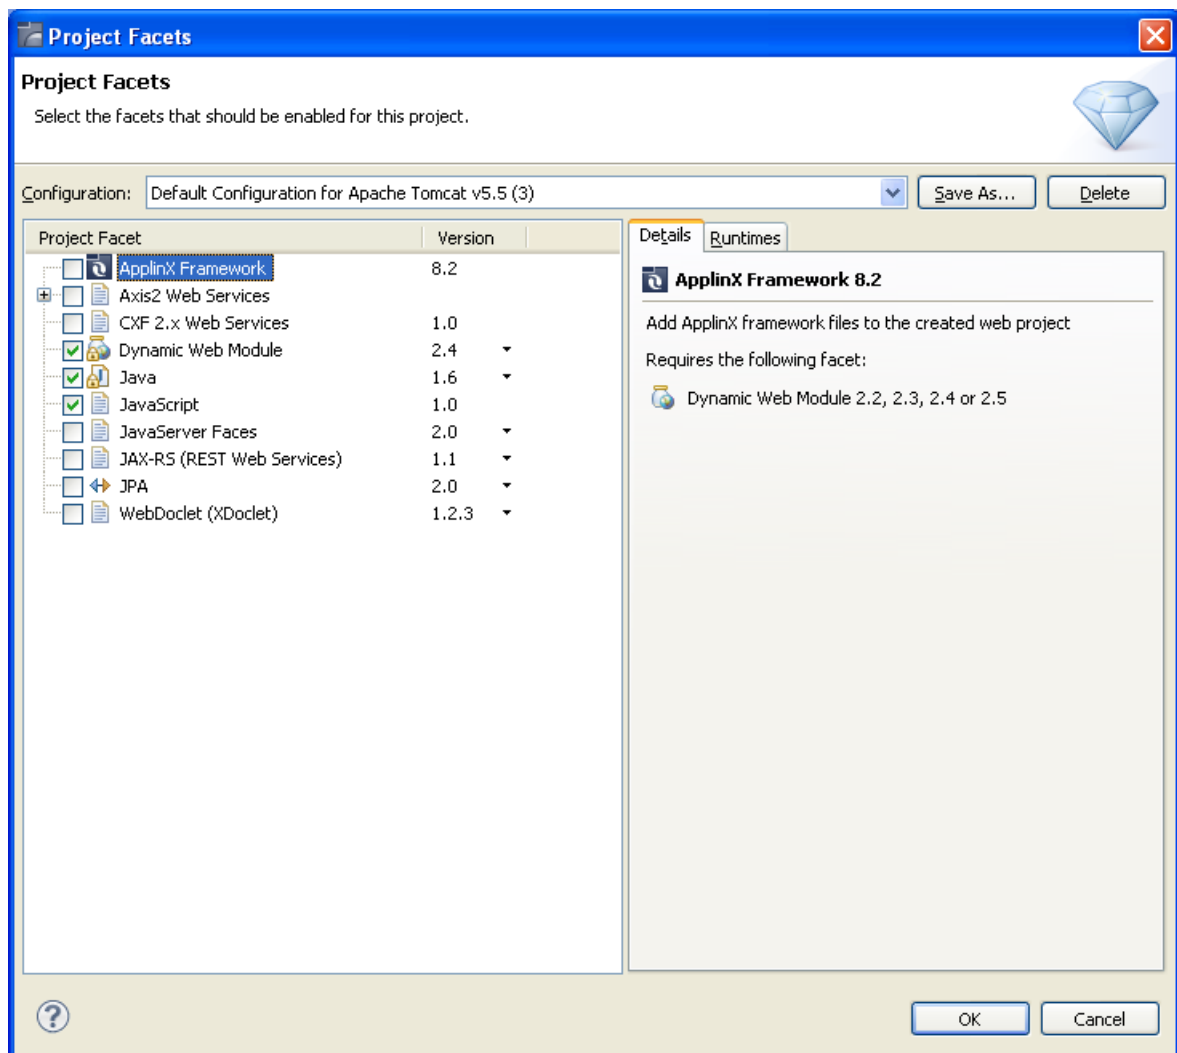 Project Facets
Project Facets
Select the facets that should be enabled for this project.
Configuration: Default Configuration for Apache Tomcat v5.5 (3) Save As... Delete
Project Facet Version
ApplinX Framework 8.2
Axis2 Web Services
CXF 2.x Web Services 1.0
Dynamic Web Module 2.4
Java 1.6
JavaScript 1.0
JavaServer Faces 2.0
JAX-RS (REST Web Services) 1.1
JPA 2.0
WebDoclet (XDoclet) 1.2.3
Details Runtimes
ApplinX Framework 8.2
Add ApplinX framework files to the created web project
Requires the following facet:
Dynamic Web Module 2.2, 2.3, 2.4 or 2.5
? OK Cancel